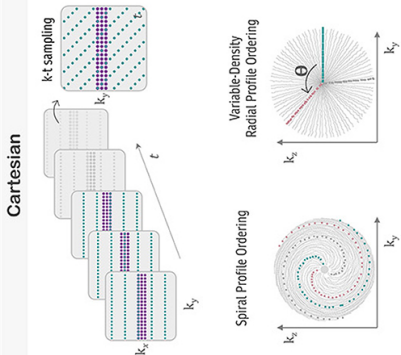 Cartesian
k-t sampling
t
ky
t
kx
ky
Variable-Density
Radial Profile Ordering
θ
kz
ky
Spiral Profile Ordering
kz
ky